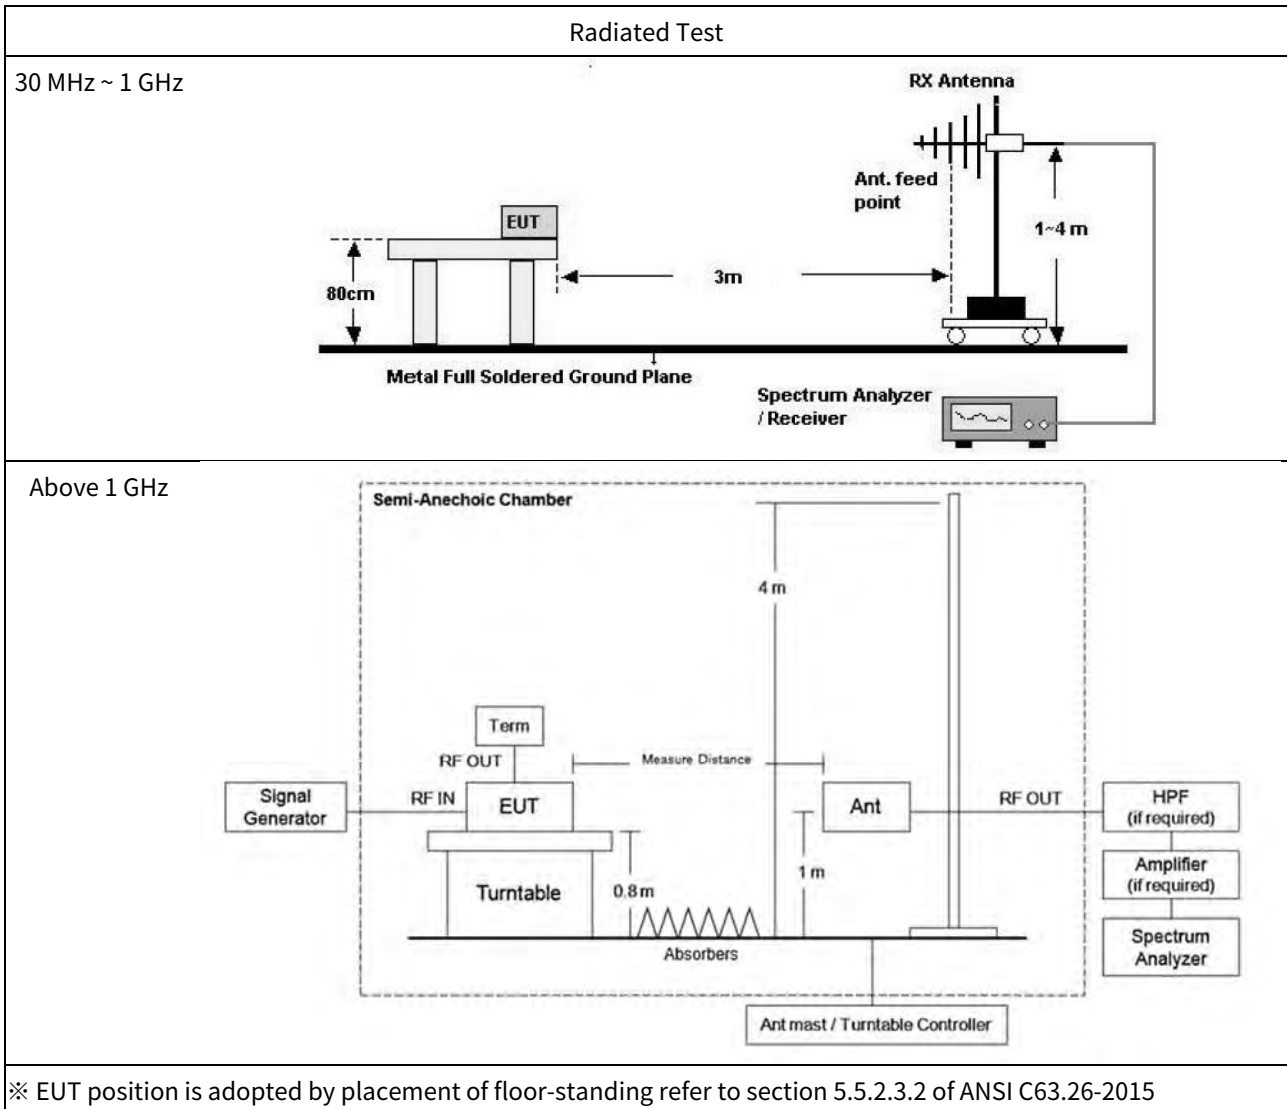 Radiated Test
30 MHz ~ 1 GHz
RX Antenna
Ant. feed
point
EUT
1~4 m
3m
80cm
Metal Full Soldered Ground Plane
Spectrum Analyzer
/ Receiver
Above 1 GHz
Semi-Anechoic Chamber
4 m
Term
RF OUT
Measure Distance
Signal
Generator
RF IN
EUT
Ant
RF OUT
HPF
(if required)
Amplifier
(if required)
1 m
Turntable
0.8 m
Spectrum
Analyzer
Absorbers
Ant mast / Turntable Controller
※ EUT position is adopted by placement of floor-standing refer to section 5.5.2.3.2 of ANSI C63.26-2015